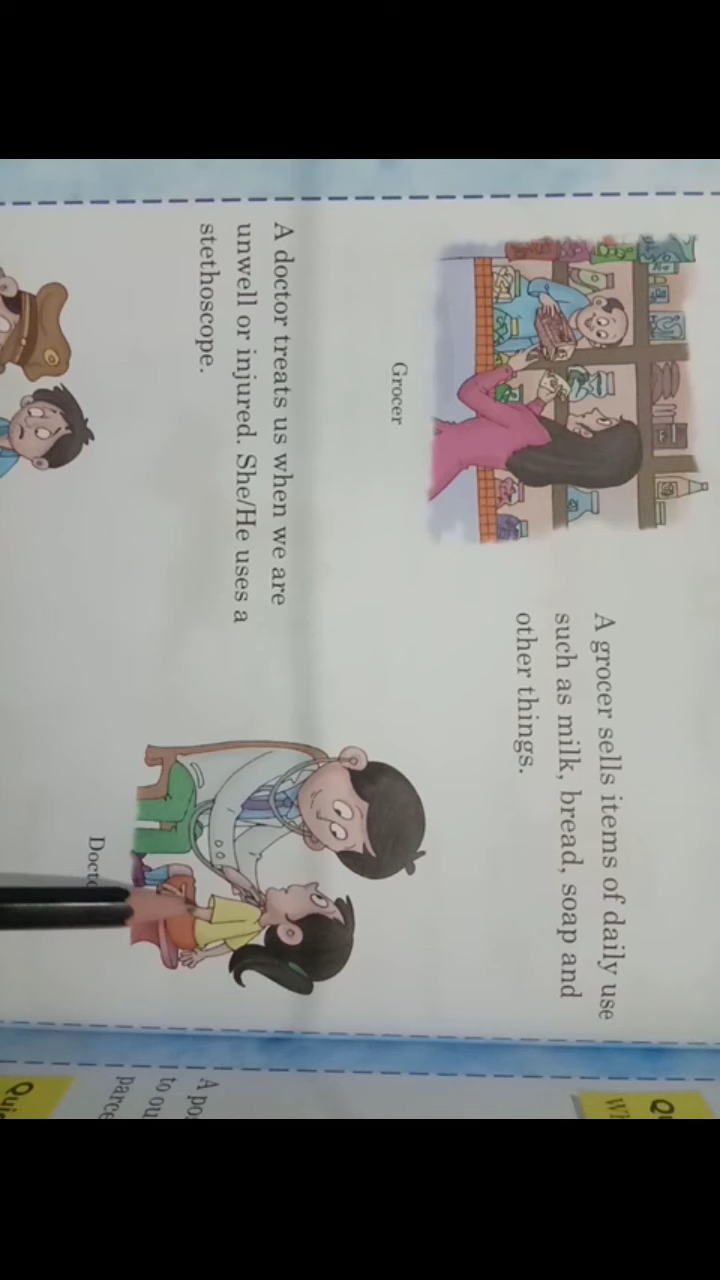 A grocer sells items of daily use
such as milk, bread, soap and
other things.
Grocer
A doctor treats us when we are
unwell or injured. She/He uses a
stethoscope.
to